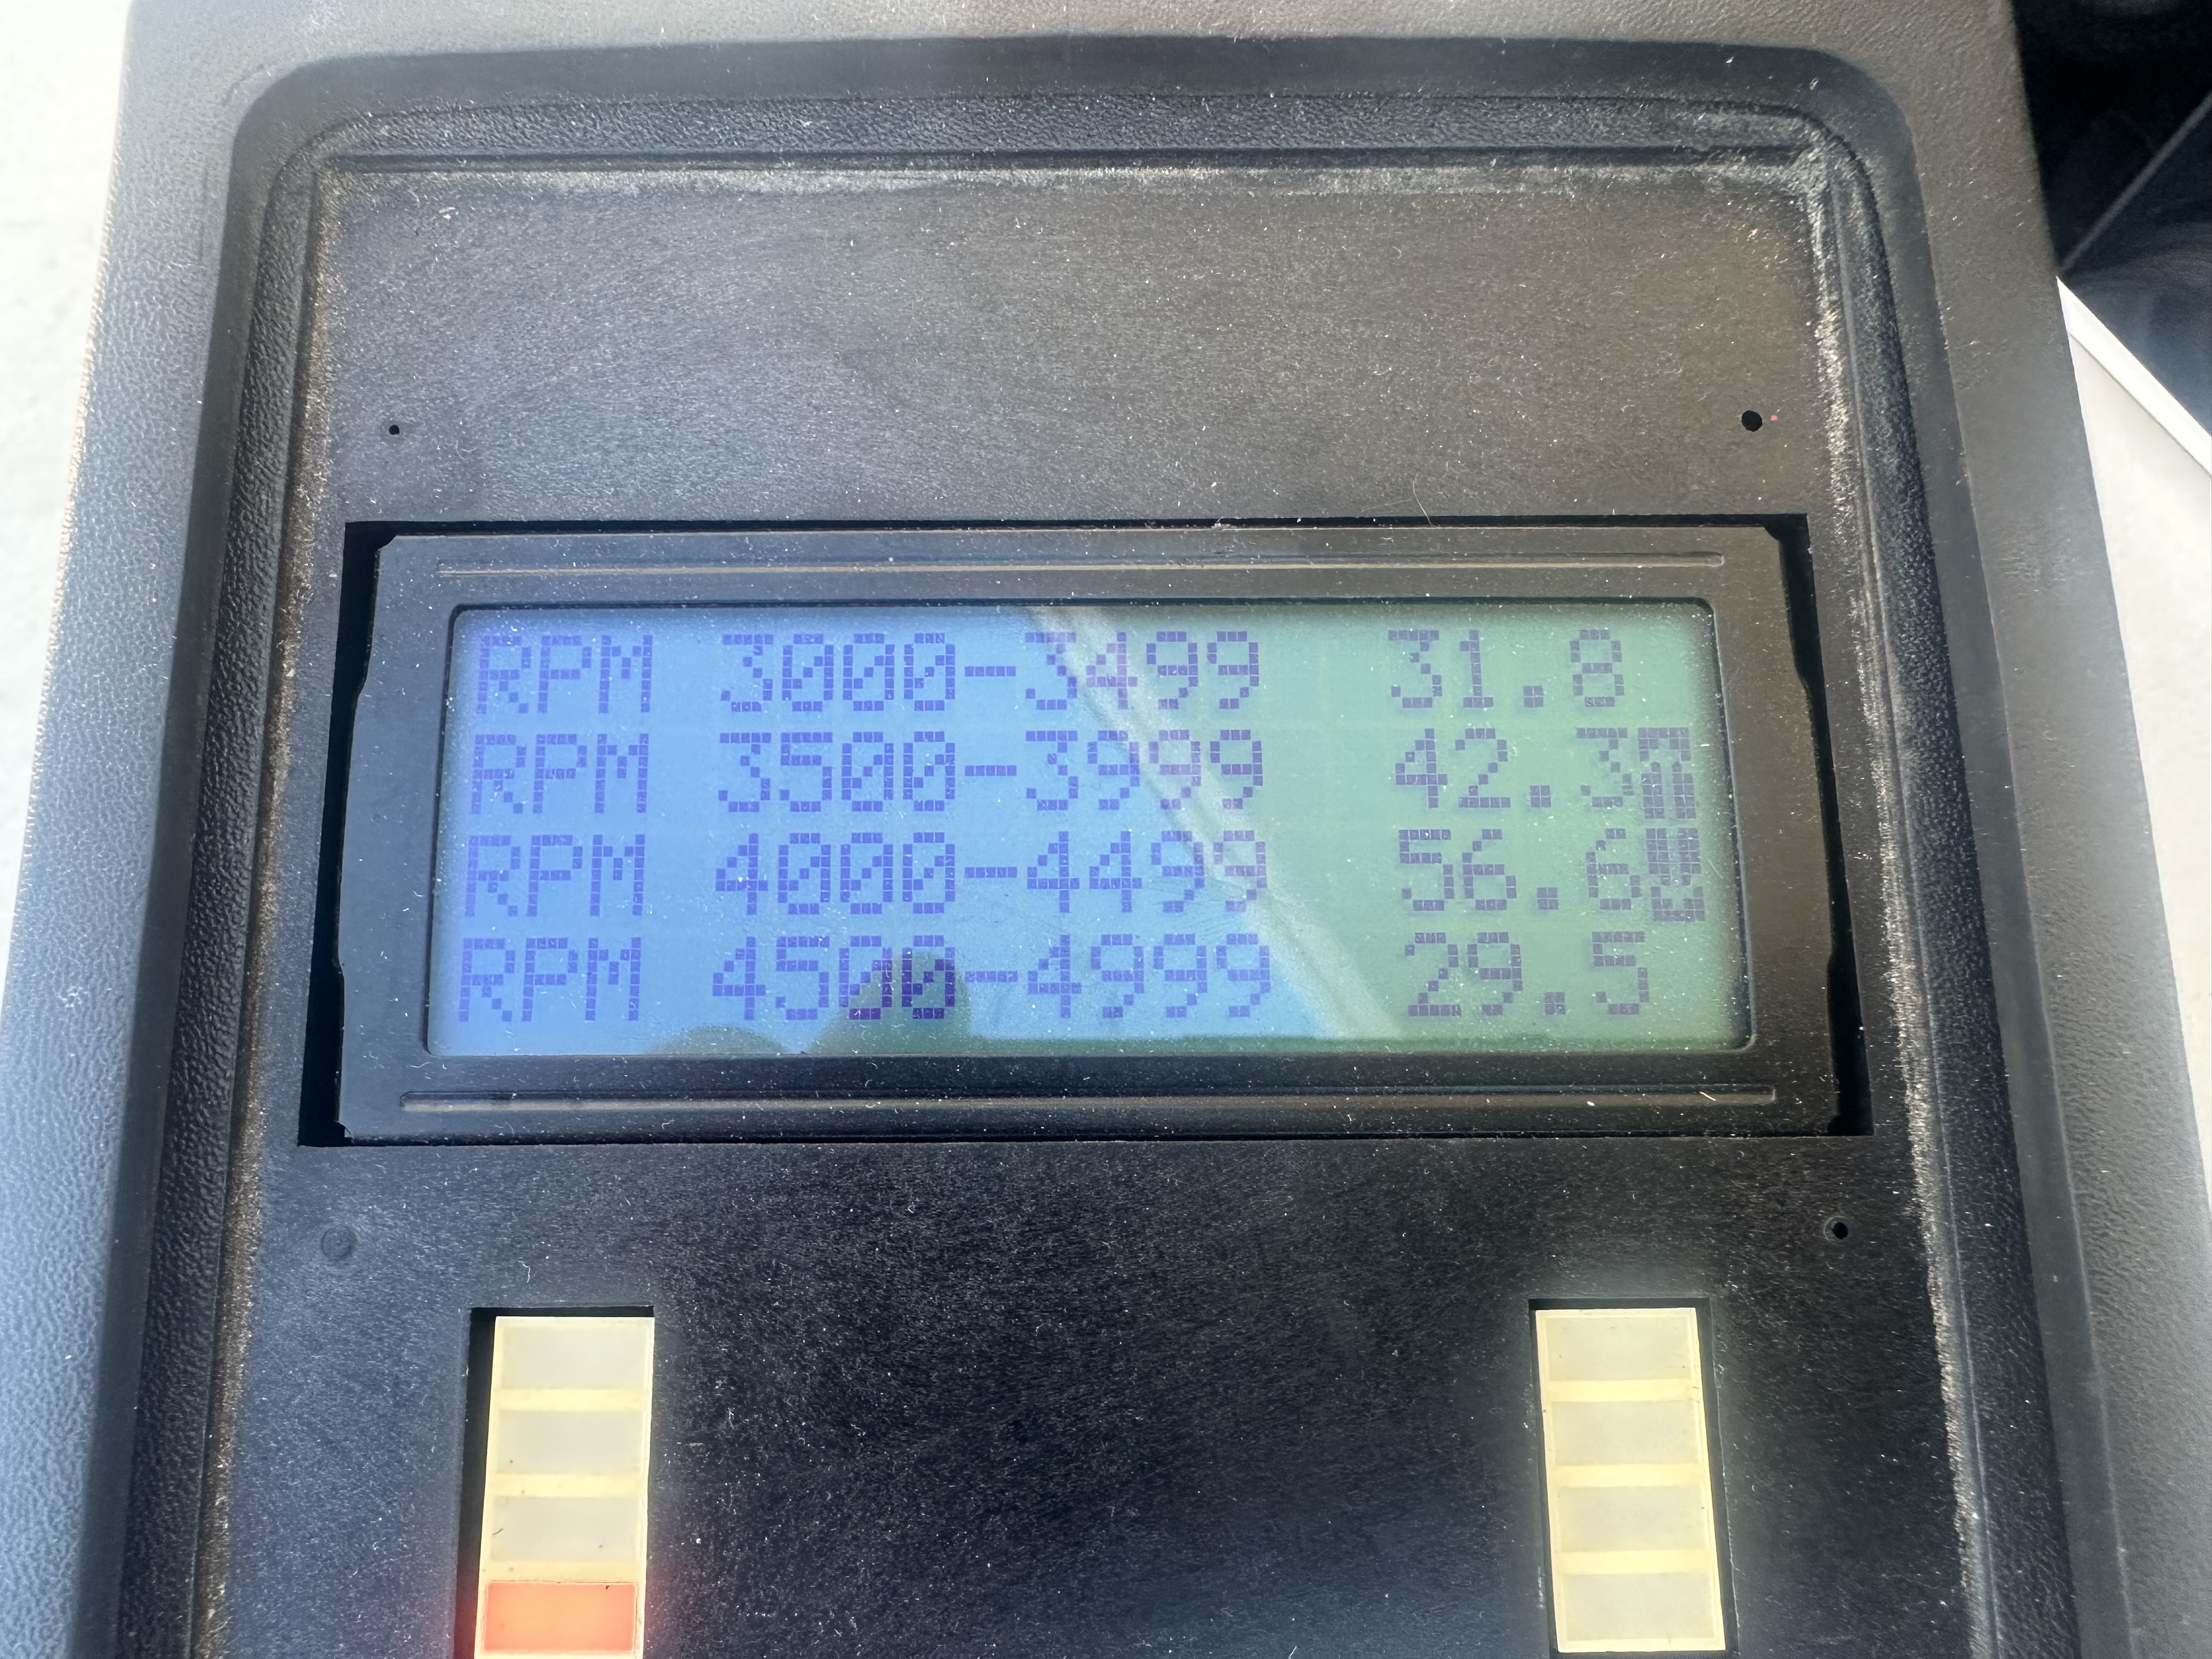 RPM 3000-3499 31.8
RPM 3500-3999 42.3
RPM 4000-4499 56.6
RPM 4500-4999 29.5